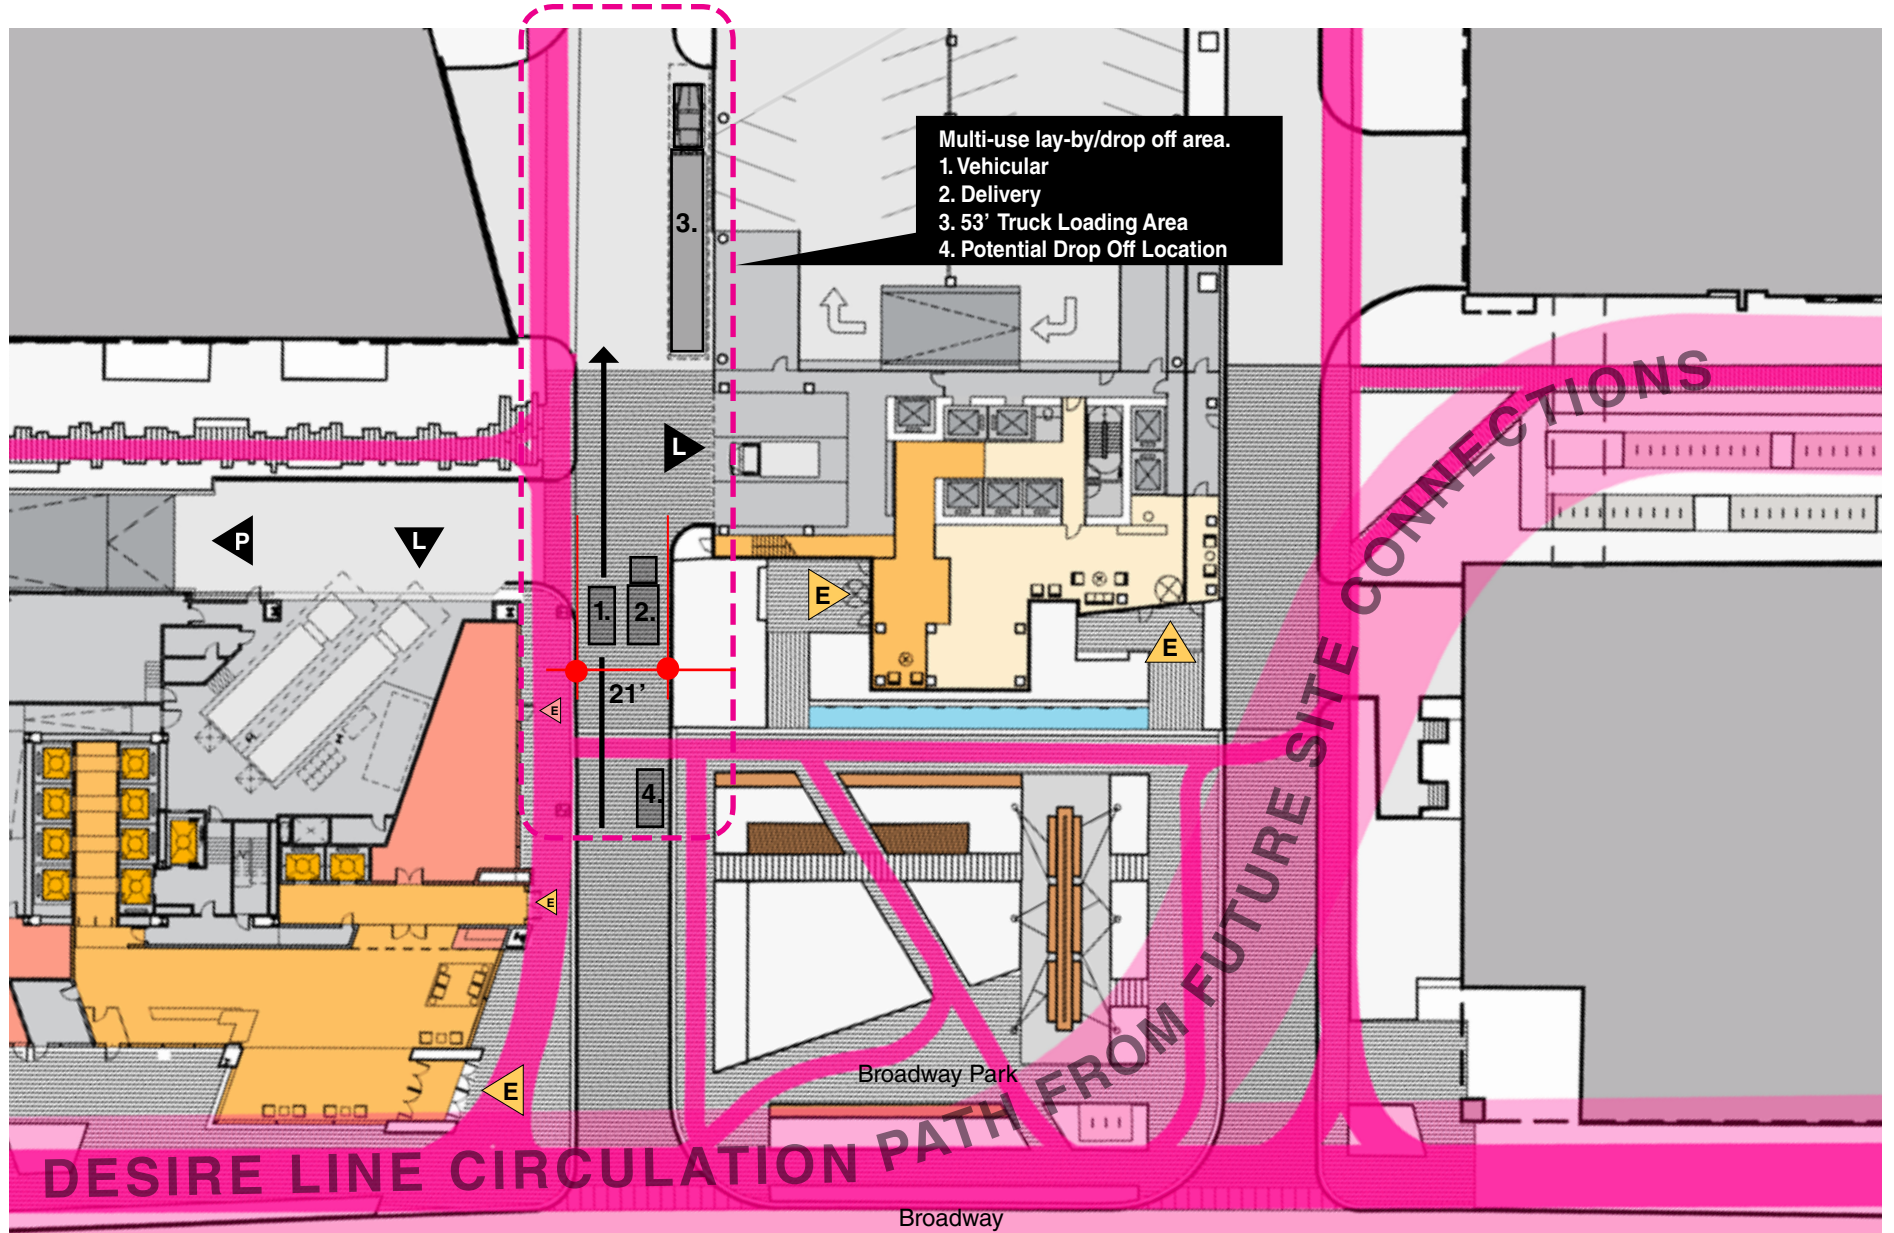 Multi-use lay-by/drop off area.
1. Vehicular
2. Delivery
3. 53’ Truck Loading Area
4. Potential Drop Off Location
3.
L
P
L
1.
2.
E
E
21’
E
4.
E
E
Broadway Park
DESIRE LINE CIRCULATION PATH FROM FUTURE SITE CONNECTIONS
Broadway